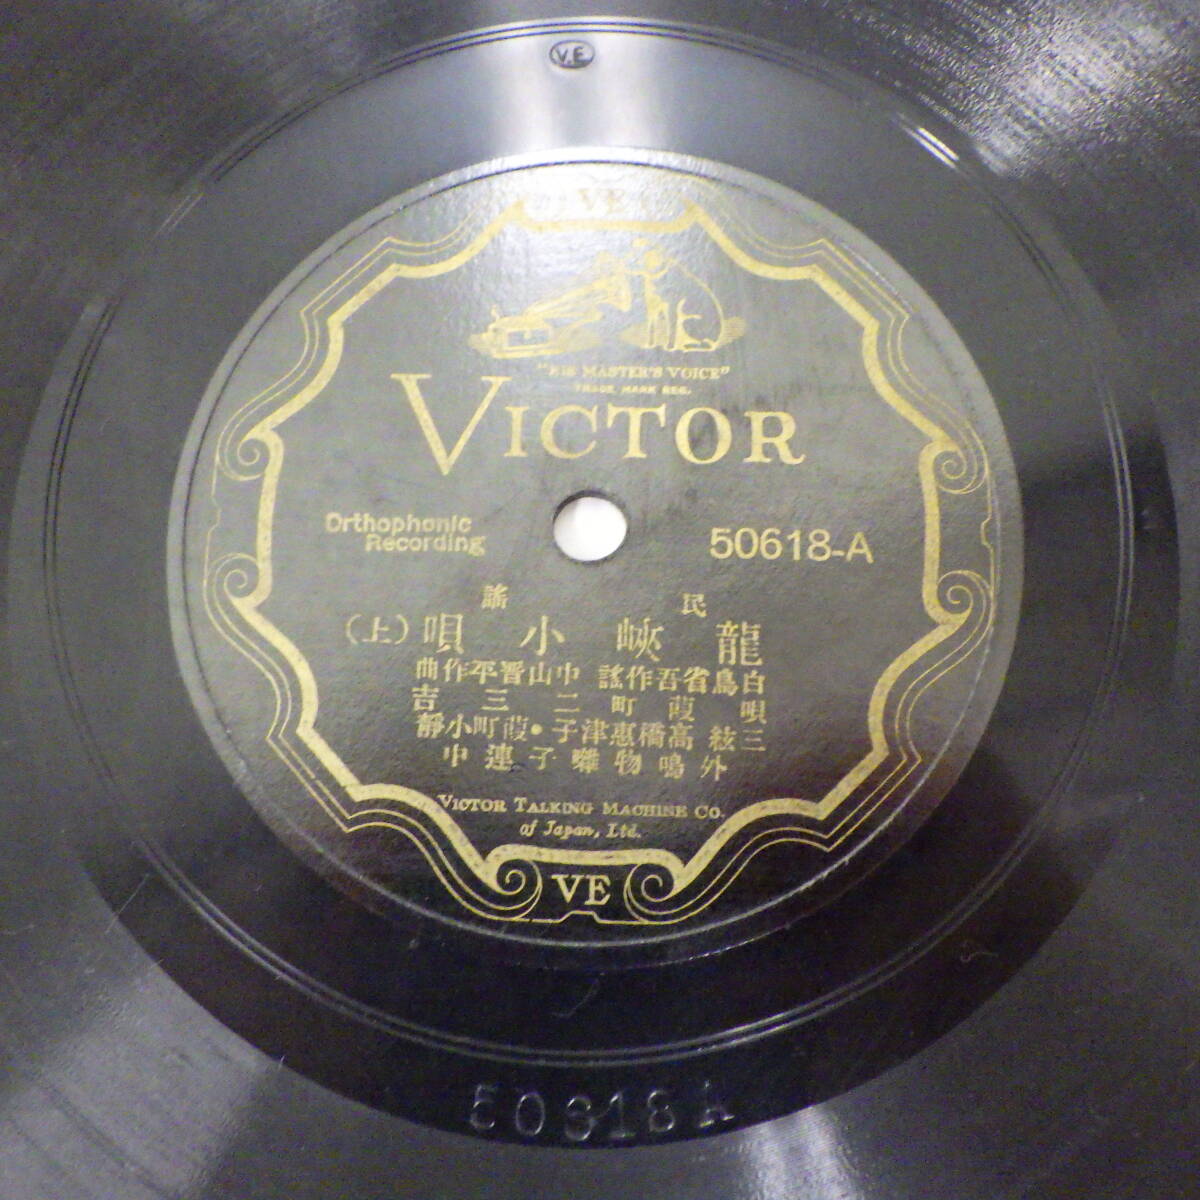 V.E.
VE
"HIS MASTER'S VOICE"
TRADE MARK REG.
VICTOR
Orthophonic
Recording
50618-A
民謠
龍峽小唄(上)
白鳥省吾作謠 中山晋平作曲
唄 葭町二三吉
三絃 高橋惠津子・葭町小靜
外鳴物囃子連中
VICTOR TALKING MACHINE CO.
of Japan, Ltd.
VE
50618A